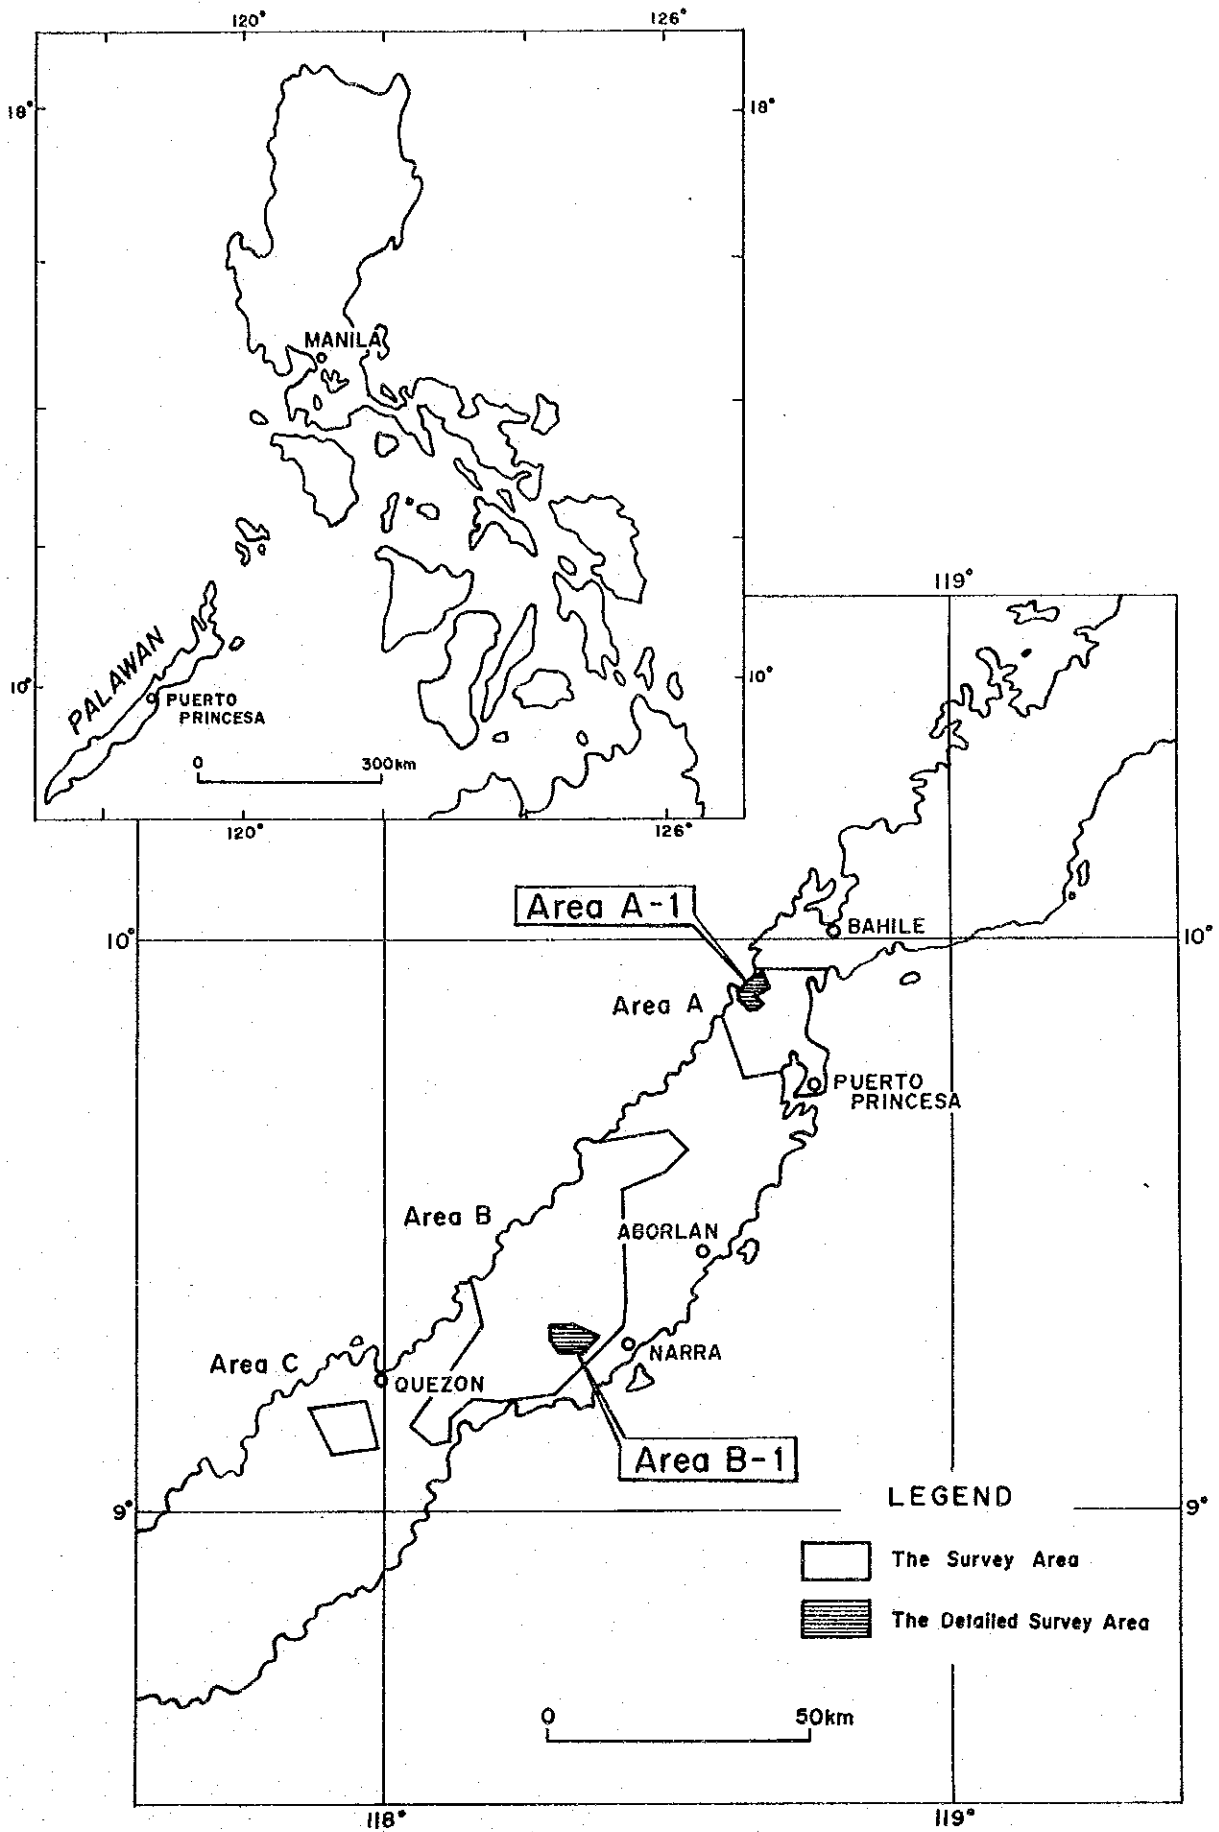 120°
126°
18°
18°
MANILA
119°
PALAWAN
10°
10°
PUERTO
PRINCESA
0
300km
120°
126°
Area A-1
BAHILE
10°
10°
Area A
PUERTO
PRINCESA
Area B
ABORLAN
NARRA
Area C
QUEZON
Area B-1
LEGEND
9°
9°
The Survey Area
The Detailed Survey Area
0
50km
118°
119°